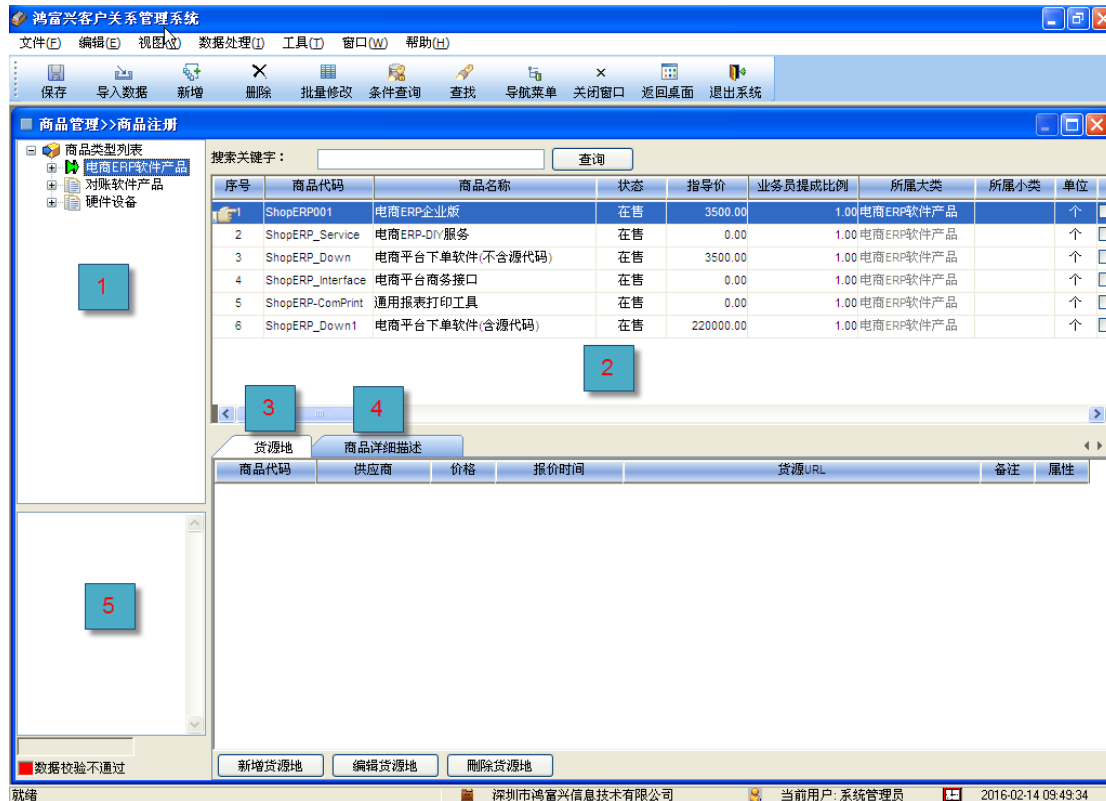 鸿富兴客户关系管理系统
文件(F) 编辑(E) 视图(V) 数据处理(I) 工具(T) 窗口(W) 帮助(H)
保存 导入数据 新增 删除 批量修改 条件查询 查找 导航菜单 关闭窗口 返回桌面 退出系统
商品管理>>商品注册
商品类型列表
电商ERP软件产品
对账软件产品
硬件设备
1
搜索关键字： 查询
序号 商品代码 商品名称 状态 指导价 业务员提成比例 所属大类 所属小类 单位
1 ShopERP001 电商ERP企业版 在售 3500.00 1.00 电商ERP软件产品 个
2 ShopERP_Service 电商ERP-DIY服务 在售 0.00 1.00 电商ERP软件产品 个
3 ShopERP_Down 电商平台下单软件(不含源代码) 在售 3500.00 1.00 电商ERP软件产品 个
4 ShopERP_Interface 电商平台商务接口 在售 0.00 1.00 电商ERP软件产品 个
5 ShopERP-ComPrint 通用报表打印工具 在售 0.00 1.00 电商ERP软件产品 个
6 ShopERP_Down1 电商平台下单软件(含源代码) 在售 220000.00 1.00 电商ERP软件产品 个
2
3 4
货源地 商品详细描述
商品代码 供应商 价格 报价时间 货源URL 备注 属性
5
数据校验不通过
新增货源地 编辑货源地 删除货源地
就绪 深圳市鸿富兴信息技术有限公司 当前用户: 系统管理员 2016-02-14 09:49:34